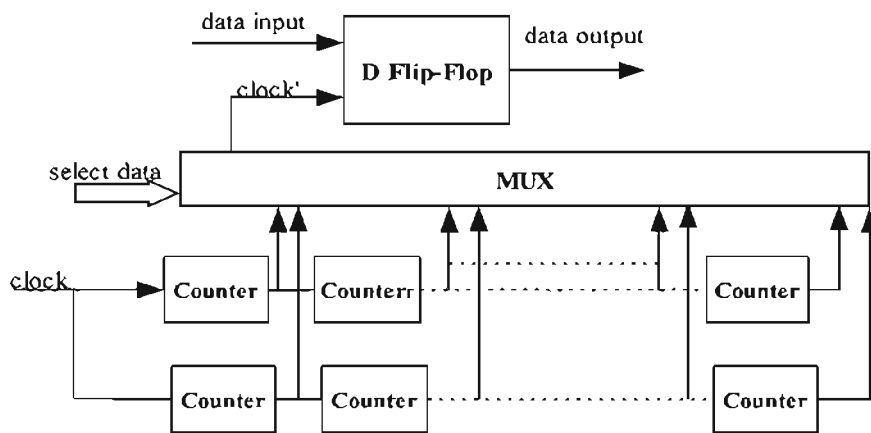 data input
data output
D Flip-Flop
clock'
select data
MUX
clock
Counter
Counterr
Counter
Counter
Counter
Counter